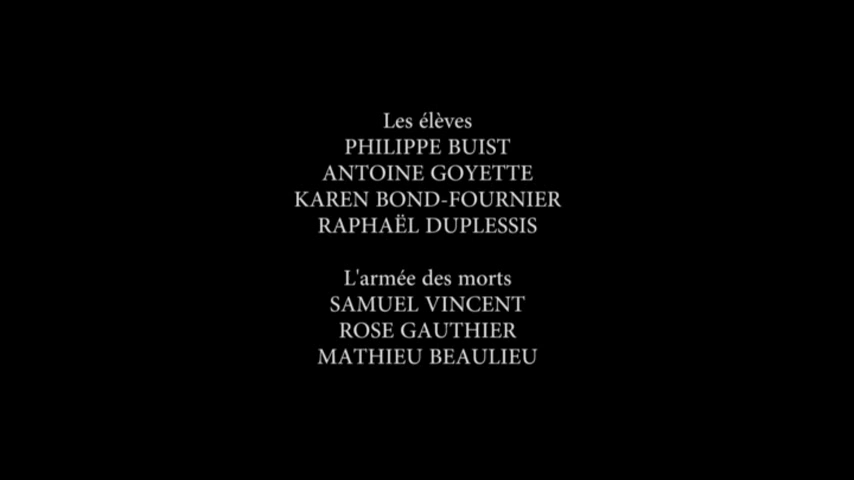 Les élèves
PHILIPPE BUIST
ANTOINE GOYETTE
KAREN BOND-FOURNIER
RAPHAËL DUPLESSIS
L'armée des morts
SAMUEL VINCENT
ROSE GAUTHIER
MATHIEU BEAULIEU